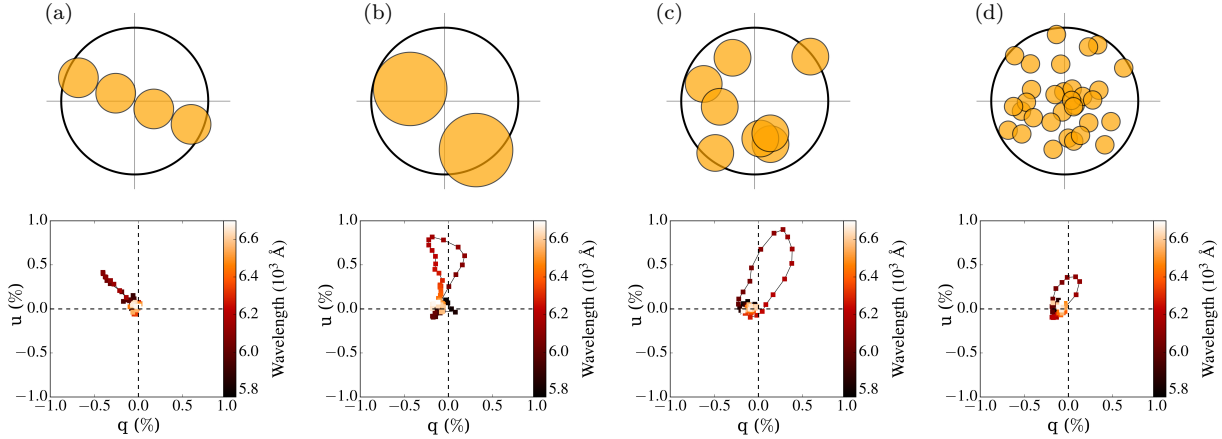 (a) (b) (c) (d)
1.0 0.5 0.0 −0.5 −1.0
u (%)
−1.0 −0.5 0.0 0.5 1.0
q (%)
6.6 6.4 6.2 6.0 5.8
Wavelength (10³ Å)
1.0 0.5 0.0 −0.5 −1.0
u (%)
−1.0 −0.5 0.0 0.5 1.0
q (%)
6.6 6.4 6.2 6.0 5.8
Wavelength (10³ Å)
1.0 0.5 0.0 −0.5 −1.0
u (%)
−1.0 −0.5 0.0 0.5 1.0
q (%)
6.6 6.4 6.2 6.0 5.8
Wavelength (10³ Å)
1.0 0.5 0.0 −0.5 −1.0
u (%)
−1.0 −0.5 0.0 0.5 1.0
q (%)
6.6 6.4 6.2 6.0 5.8
Wavelength (10³ Å)